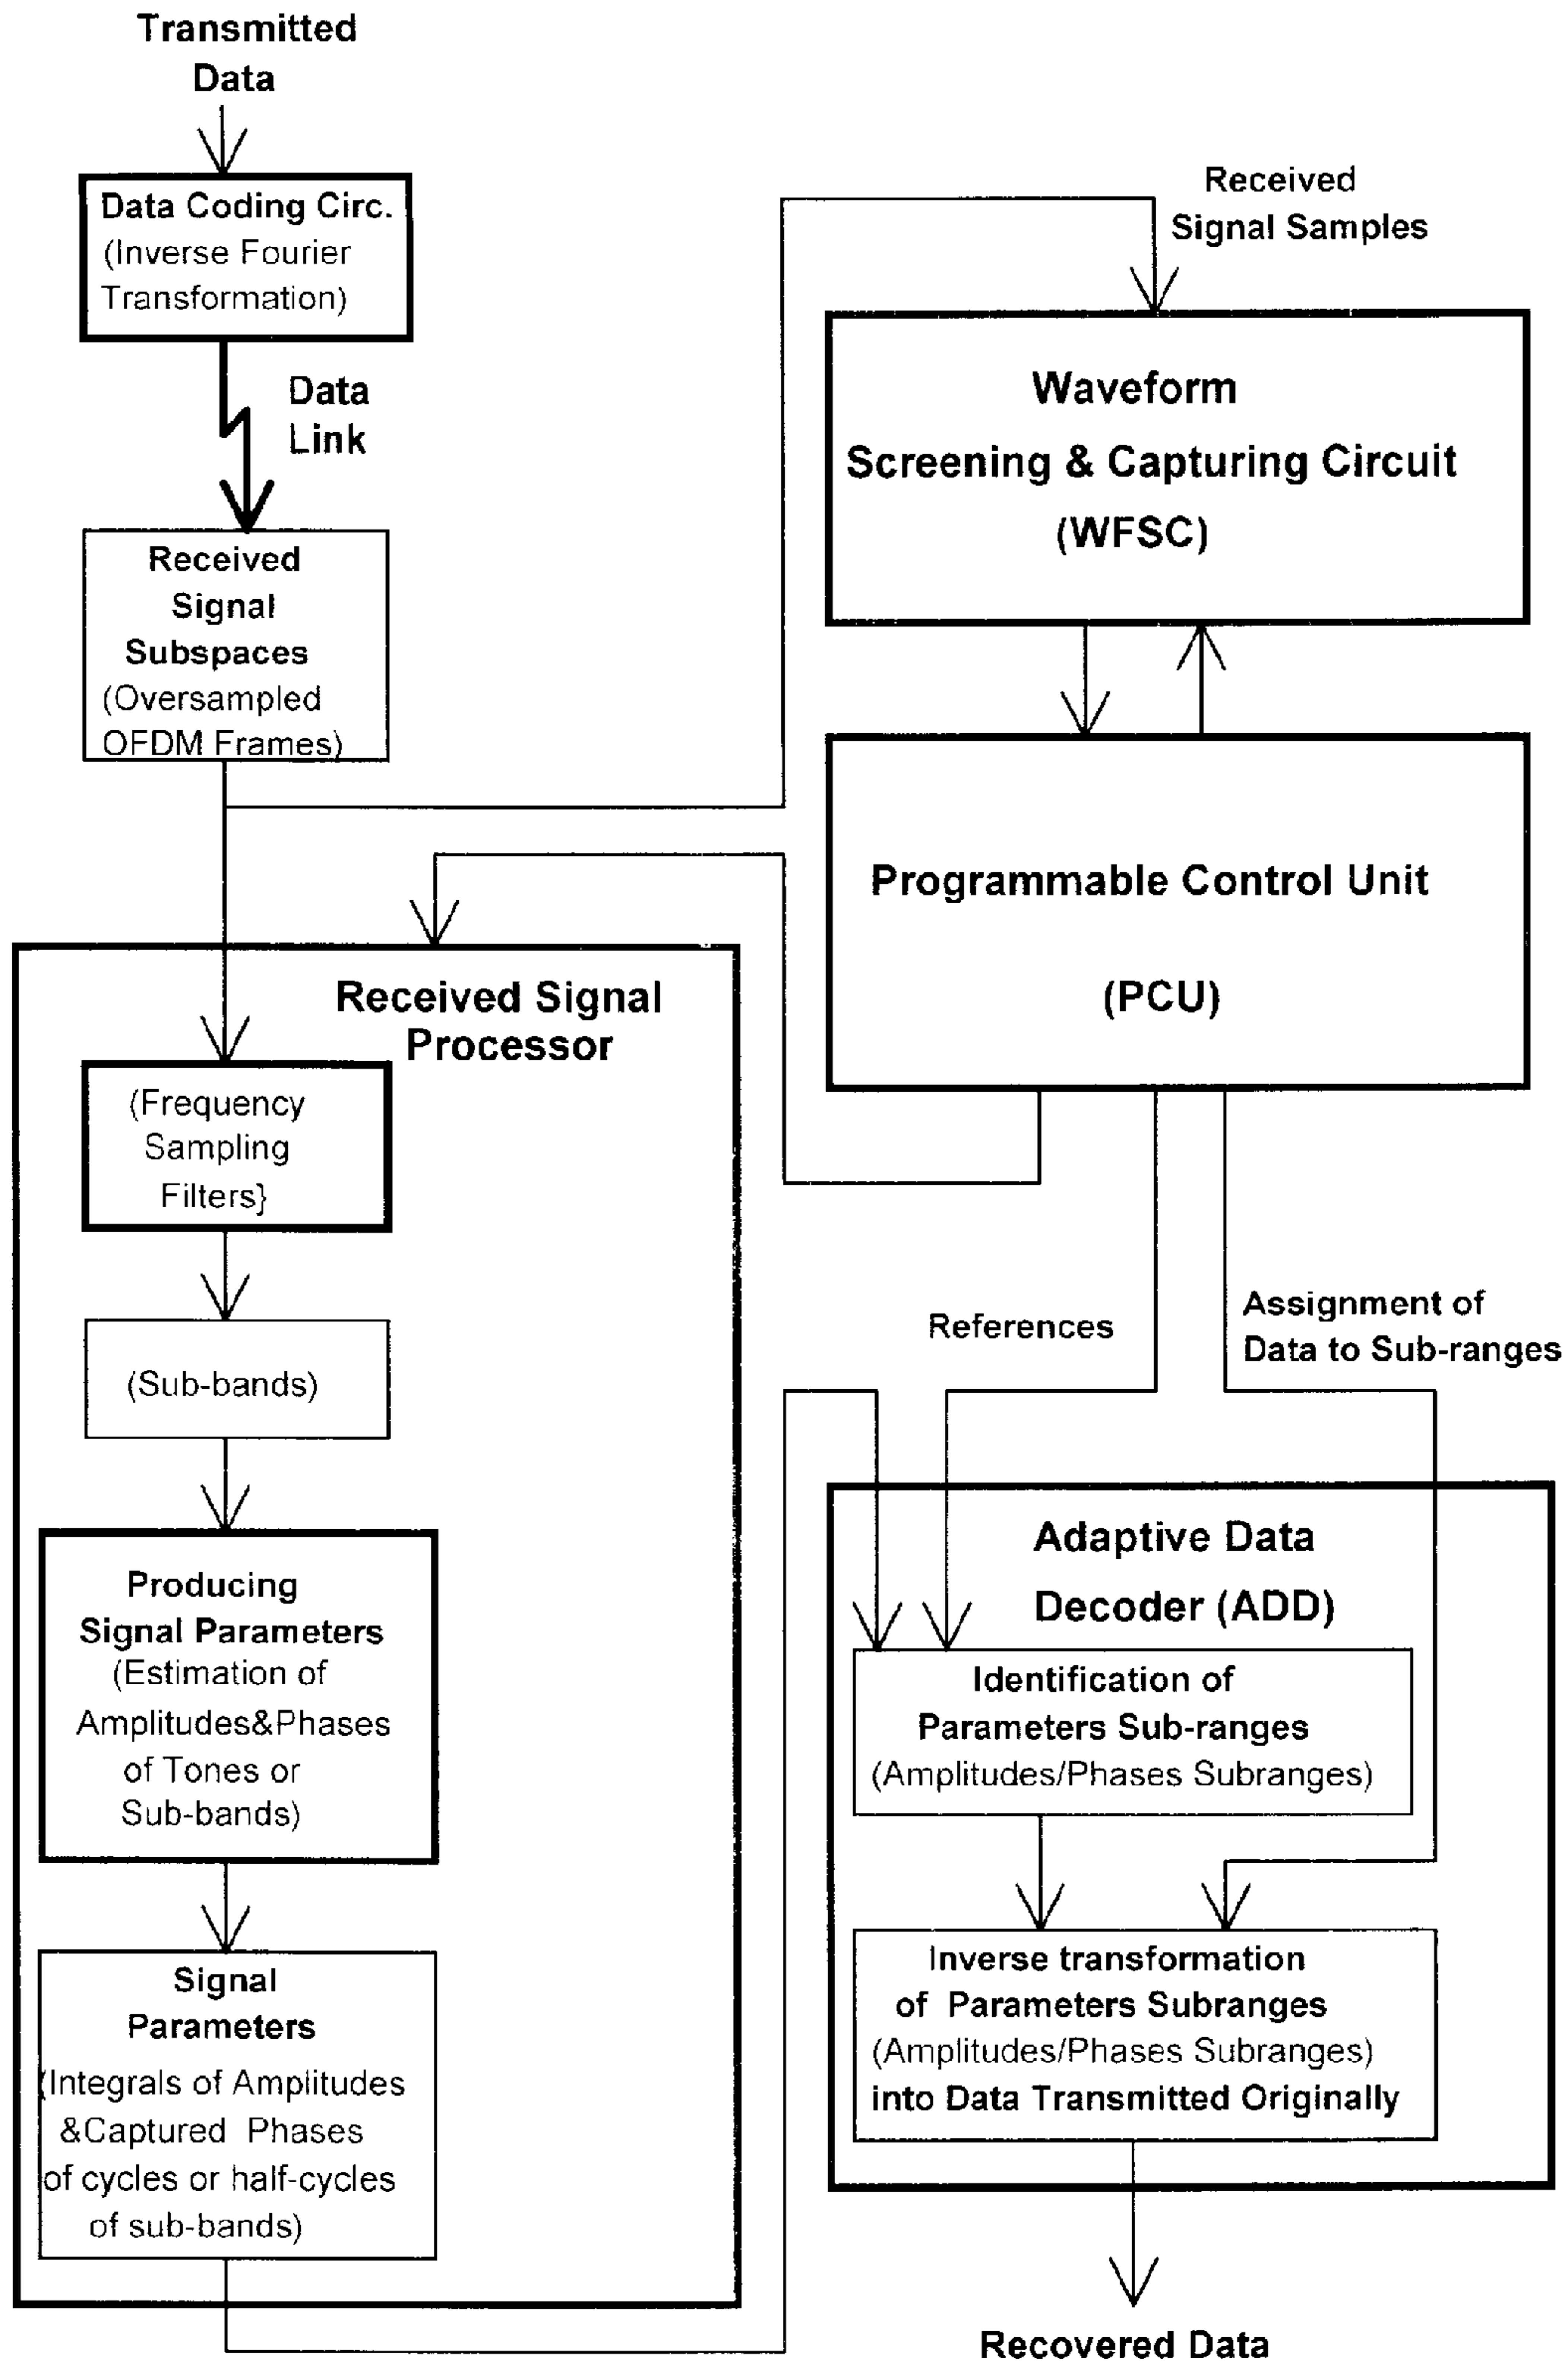 Transmitted
Data
Data Coding Circ.
(Inverse Fourier
Transformation)
Data
Link
Received
Signal
Subspaces
(Oversampled
OFDM Frames)
Received
Signal Samples
Waveform
Screening & Capturing Circuit
(WFSC)
Programmable Control Unit
(PCU)
Received Signal
Processor
(Frequency
Sampling
Filters}
(Sub-bands)
Producing
Signal Parameters
(Estimation of
Amplitudes&Phases
of Tones or
Sub-bands)
Signal
Parameters
(Integrals of Amplitudes
&Captured Phases
of cycles or half-cycles
of sub-bands)
References
Assignment of
Data to Sub-ranges
Adaptive Data
Decoder (ADD)
Identification of
Parameters Sub-ranges
(Amplitudes/Phases Subranges)
Inverse transformation
of Parameters Subranges
(Amplitudes/Phases Subranges)
into Data Transmitted Originally
Recovered Data